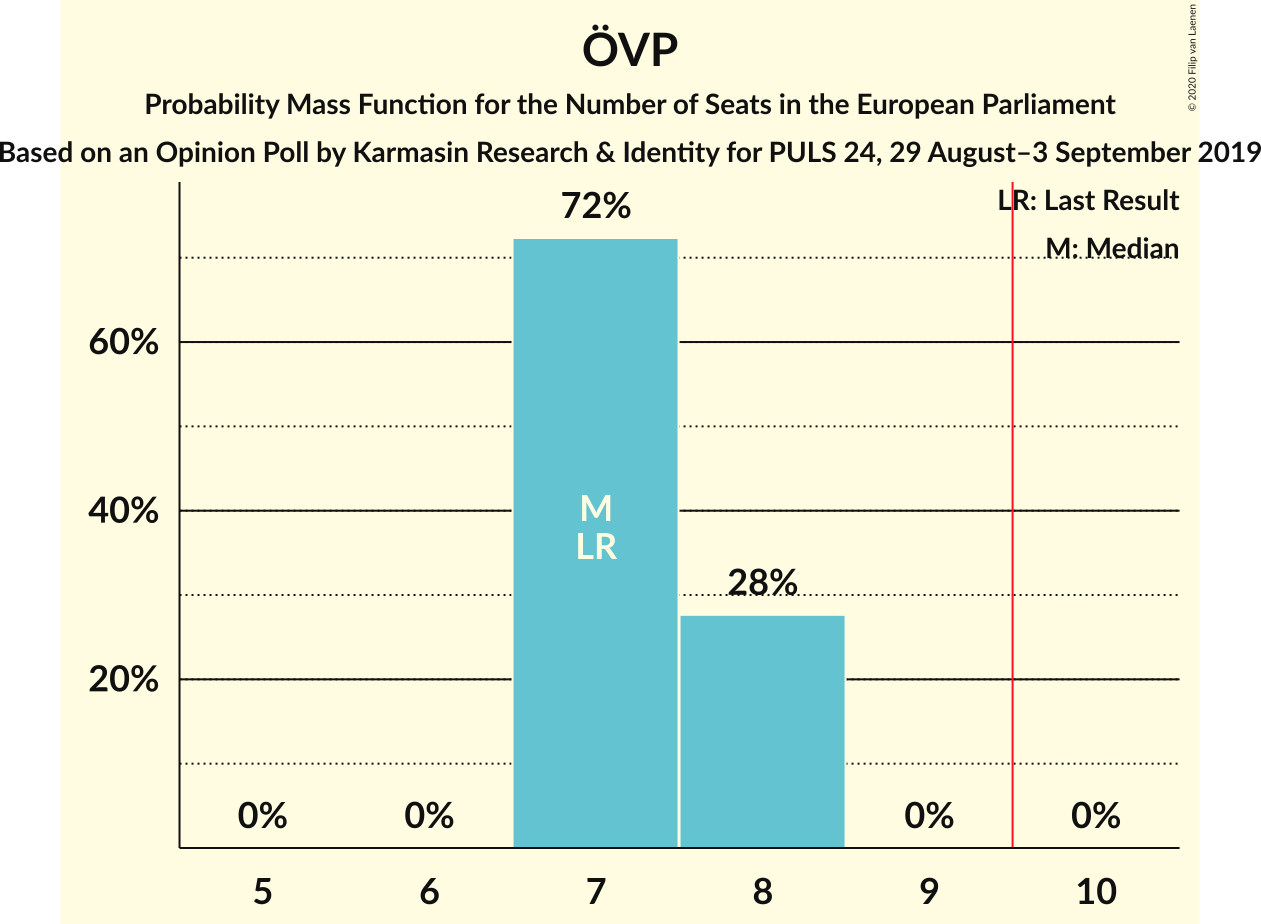 ÖVP
Probability Mass Function for the Number of Seats in the European Parliament
Based on an Opinion Poll by Karmasin Research & Identity for PULS 24, 29 August–3 September 2019
© 2020 Filip van Laenen
LR: Last Result
M: Median
72%
60%
40%
20%
M
LR
28%
0%
0%
0%
0%
5
6
7
8
9
10